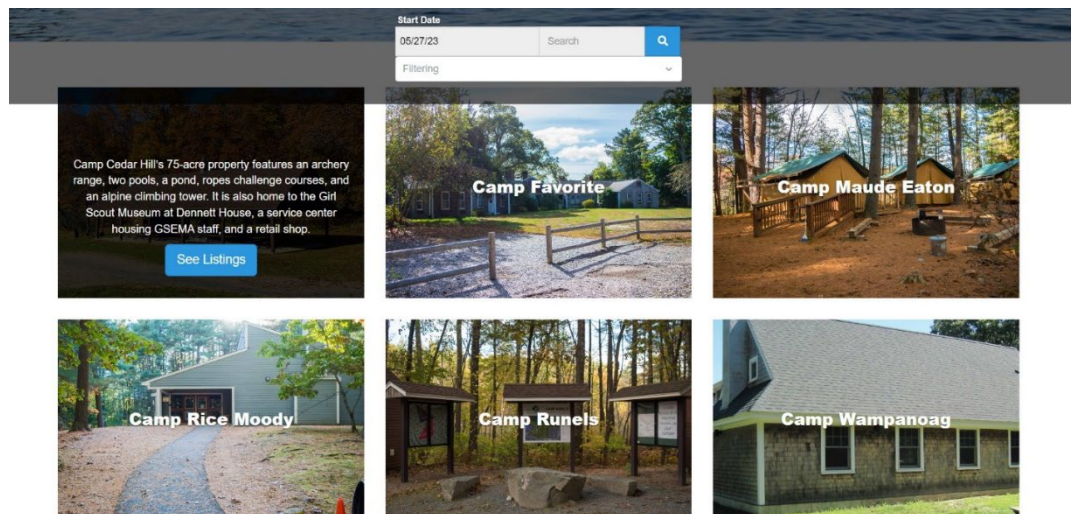 Start Date
05/27/23
Search
Filtering
Camp Cedar Hill's 75-acre property features an archery
range, two pools, a pond, ropes challenge courses, and
an alpine climbing tower. It is also home to the Girl
Scout Museum at Dennett House, a service center
housing GSEMA staff, and a retail shop.
See Listings
Camp Favorite
Camp Maude Eaton
Camp Rice Moody
Camp Runels
Camp Wampanoag